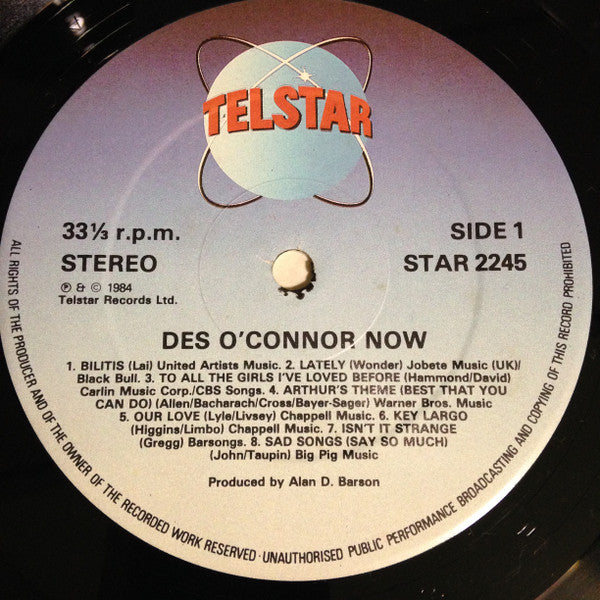 TELSTAR
33⅓ r.p.m.
SIDE 1
STEREO
STAR 2245
℗ & © 1984
Telstar Records Ltd.
DES O'CONNOR NOW
1. BILITIS (Lai) United Artists Music. 2. LATELY (Wonder) Jobete Music (UK)/
Black Bull. 3. TO ALL THE GIRLS I'VE LOVED BEFORE (Hammond/David)
Carlin Music Corp./CBS Songs. 4. ARTHUR'S THEME (BEST THAT YOU
CAN DO) (Allen/Bacharach/Cross/Bayer-Sager) Warner Bros. Music
5. OUR LOVE (Lyle/Livsey) Chappell Music. 6. KEY LARGO
(Higgins/Limbo) Chappell Music. 7. ISN'T IT STRANGE
(Gregg) Barsongs. 8. SAD SONGS (SAY SO MUCH)
(John/Taupin) Big Pig Music
Produced by Alan D. Barson
ALL RIGHTS OF THE PRODUCER AND OF THE OWNER OF THE RECORDED WORK RESERVED · UNAUTHORISED PUBLIC PERFORMANCE BROADCASTING AND COPYING OF THIS RECORD PROHIBITED